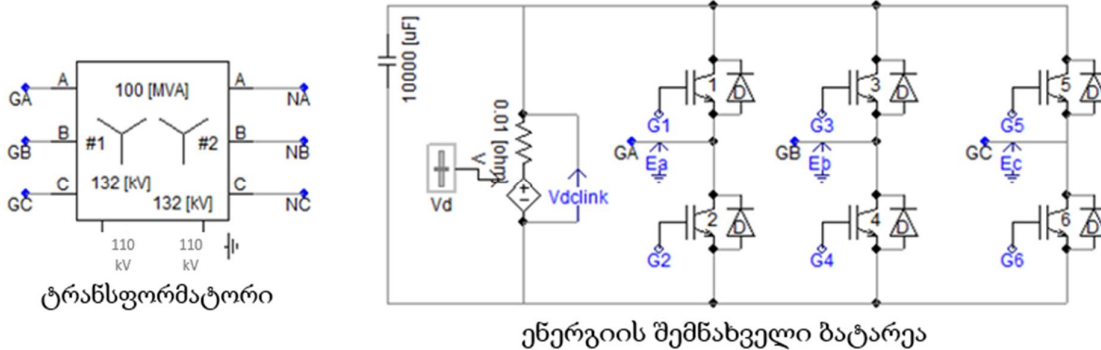 A
100 [MVA]
A
GA
NA
B
#1
#2
B
GB
NB
C
132 [kV]
C
GC
132 [kV]
NC
110
kV
110
kV
ტრანსფორმატორი
10000 [uF]
0.01 [ohm]
V
+
-
Vd
Vdclink
1
D
G1
GA
Ea
2
D
G2
3
D
G3
GB
Eb
4
D
G4
5
D
G5
GC
Ec
6
D
G6
ენერგიის შემნახველი ბატარეა